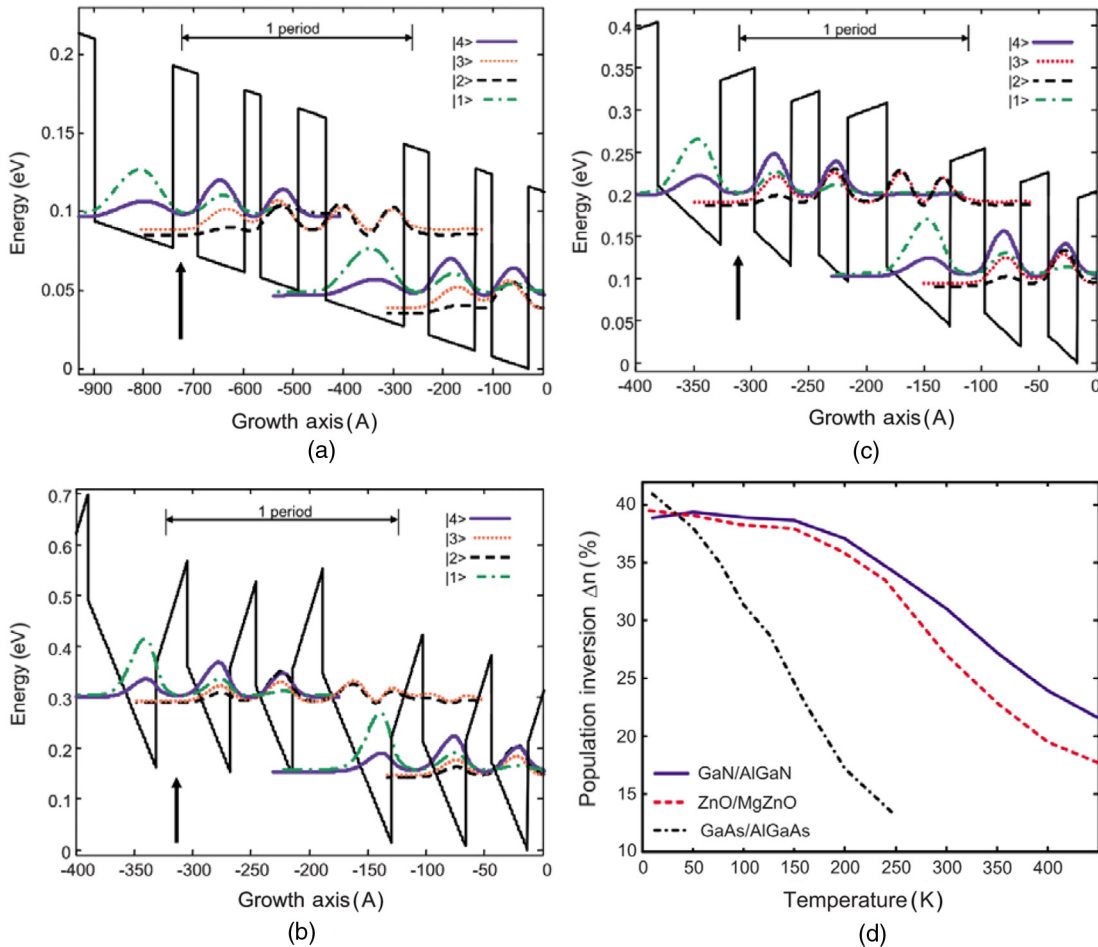 0.2
0.15
0.1
0.05
0
Energy (eV)
1 period
|4>
|3>
|2>
|1>
-900 -800 -700 -600 -500 -400 -300 -200 -100 0
Growth axis (A)
(a)
0.4
0.35
0.3
0.25
0.2
0.15
0.1
0.05
0
Energy (eV)
1 period
|4>
|3>
|2>
|1>
-400 -350 -300 -250 -200 -150 -100 -50 0
Growth axis (A)
(c)
0.7
0.6
0.5
0.4
0.3
0.2
0.1
0
Energy (eV)
1 period
|4>
|3>
|2>
|1>
-400 -350 -300 -250 -200 -150 -100 -50 0
Growth axis (A)
(b)
40
35
30
25
20
15
10
Population inversion Δn (%)
GaN/AlGaN
ZnO/MgZnO
GaAs/AlGaAs
0 50 100 150 200 250 300 350 400
Temperature (K)
(d)